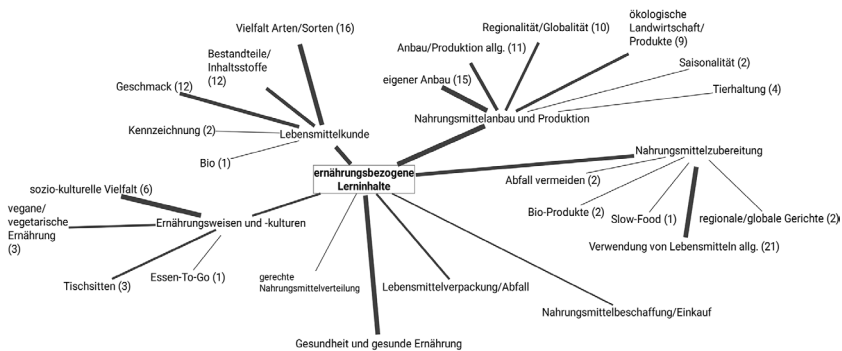 Vielfalt Arten/Sorten (16)
Bestandteile/
Inhaltsstoffe
(12)
Geschmack (12)
Kennzeichnung (2)
Bio (1)
Lebensmittelkunde
Regionalität/Globalität (10)
ökologische
Landwirtschaft/
Produkte (9)
Anbau/Produktion allg. (11)
Saisonalität (2)
eigener Anbau (15)
Tierhaltung (4)
Nahrungsmittelanbau und Produktion
ernährungsbezogene
Lerninhalte
Nahrungsmittelzubereitung
Abfall vermeiden (2)
Bio-Produkte (2)
Slow-Food (1)
regionale/globale Gerichte (2)
Verwendung von Lebensmitteln allg. (21)
sozio-kulturelle Vielfalt (6)
vegane/
vegetarische
Ernährung
(3)
Ernährungsweisen und -kulturen
Tischsitten (3)
Essen-To-Go (1)
gerechte
Nahrungsmittelverteilung
Lebensmittelverpackung/Abfall
Nahrungsmittelbeschaffung/Einkauf
Gesundheit und gesunde Ernährung